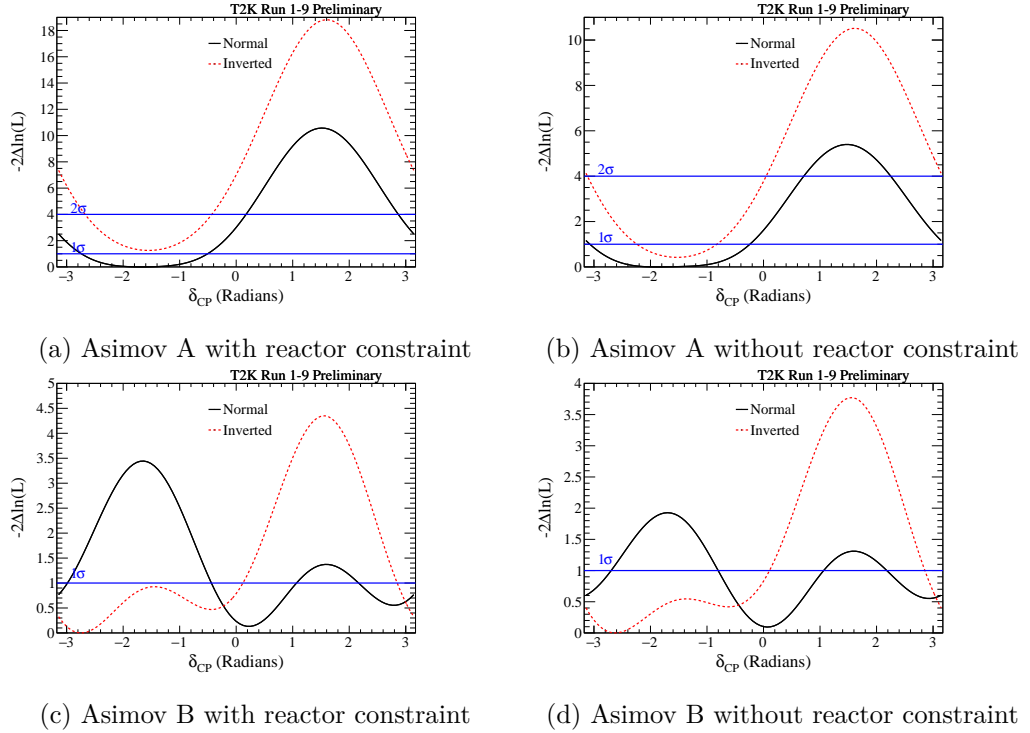 T2K Run 1-9 Preliminary
Normal
Inverted
-2Δln(L)
18
16
14
12
10
8
6
4
2
0
2σ
1σ
−3 −2 −1 0 1 2 3
δCP (Radians)
(a) Asimov A with reactor constraint
T2K Run 1-9 Preliminary
Normal
Inverted
-2Δln(L)
10
8
6
4
2
0
2σ
1σ
−3 −2 −1 0 1 2 3
δCP (Radians)
(b) Asimov A without reactor constraint
T2K Run 1-9 Preliminary
Normal
Inverted
-2Δln(L)
5
4.5
4
3.5
3
2.5
2
1.5
1
0.5
0
1σ
−3 −2 −1 0 1 2 3
δCP (Radians)
(c) Asimov B with reactor constraint
T2K Run 1-9 Preliminary
Normal
Inverted
-2Δln(L)
4
3.5
3
2.5
2
1.5
1
0.5
0
1σ
−3 −2 −1 0 1 2 3
δCP (Radians)
(d) Asimov B without reactor constraint